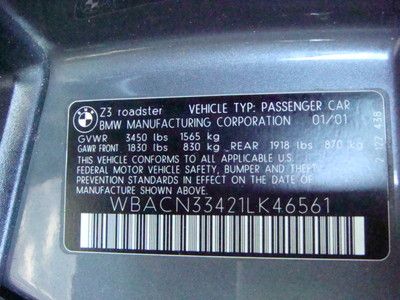 Z3 roadster VEHICLE TYP: PASSENGER CAR
BMW MANUFACTURING CORPORATION 01/01
GVWR 3450 lbs 1565 kg
GAWR FRONT 1830 lbs 830 kg REAR 1918 lbs 870 kg
THIS VEHICLE CONFORMS TO ALL APPLICABLE U.S.
FEDERAL MOTOR VEHICLE SAFETY, BUMPER AND THEFT
PREVENTION STANDARDS IN EFFECT ON THE DATE OF
MANUFACTURE SHOWN ABOVE
WBACN33421LK46561